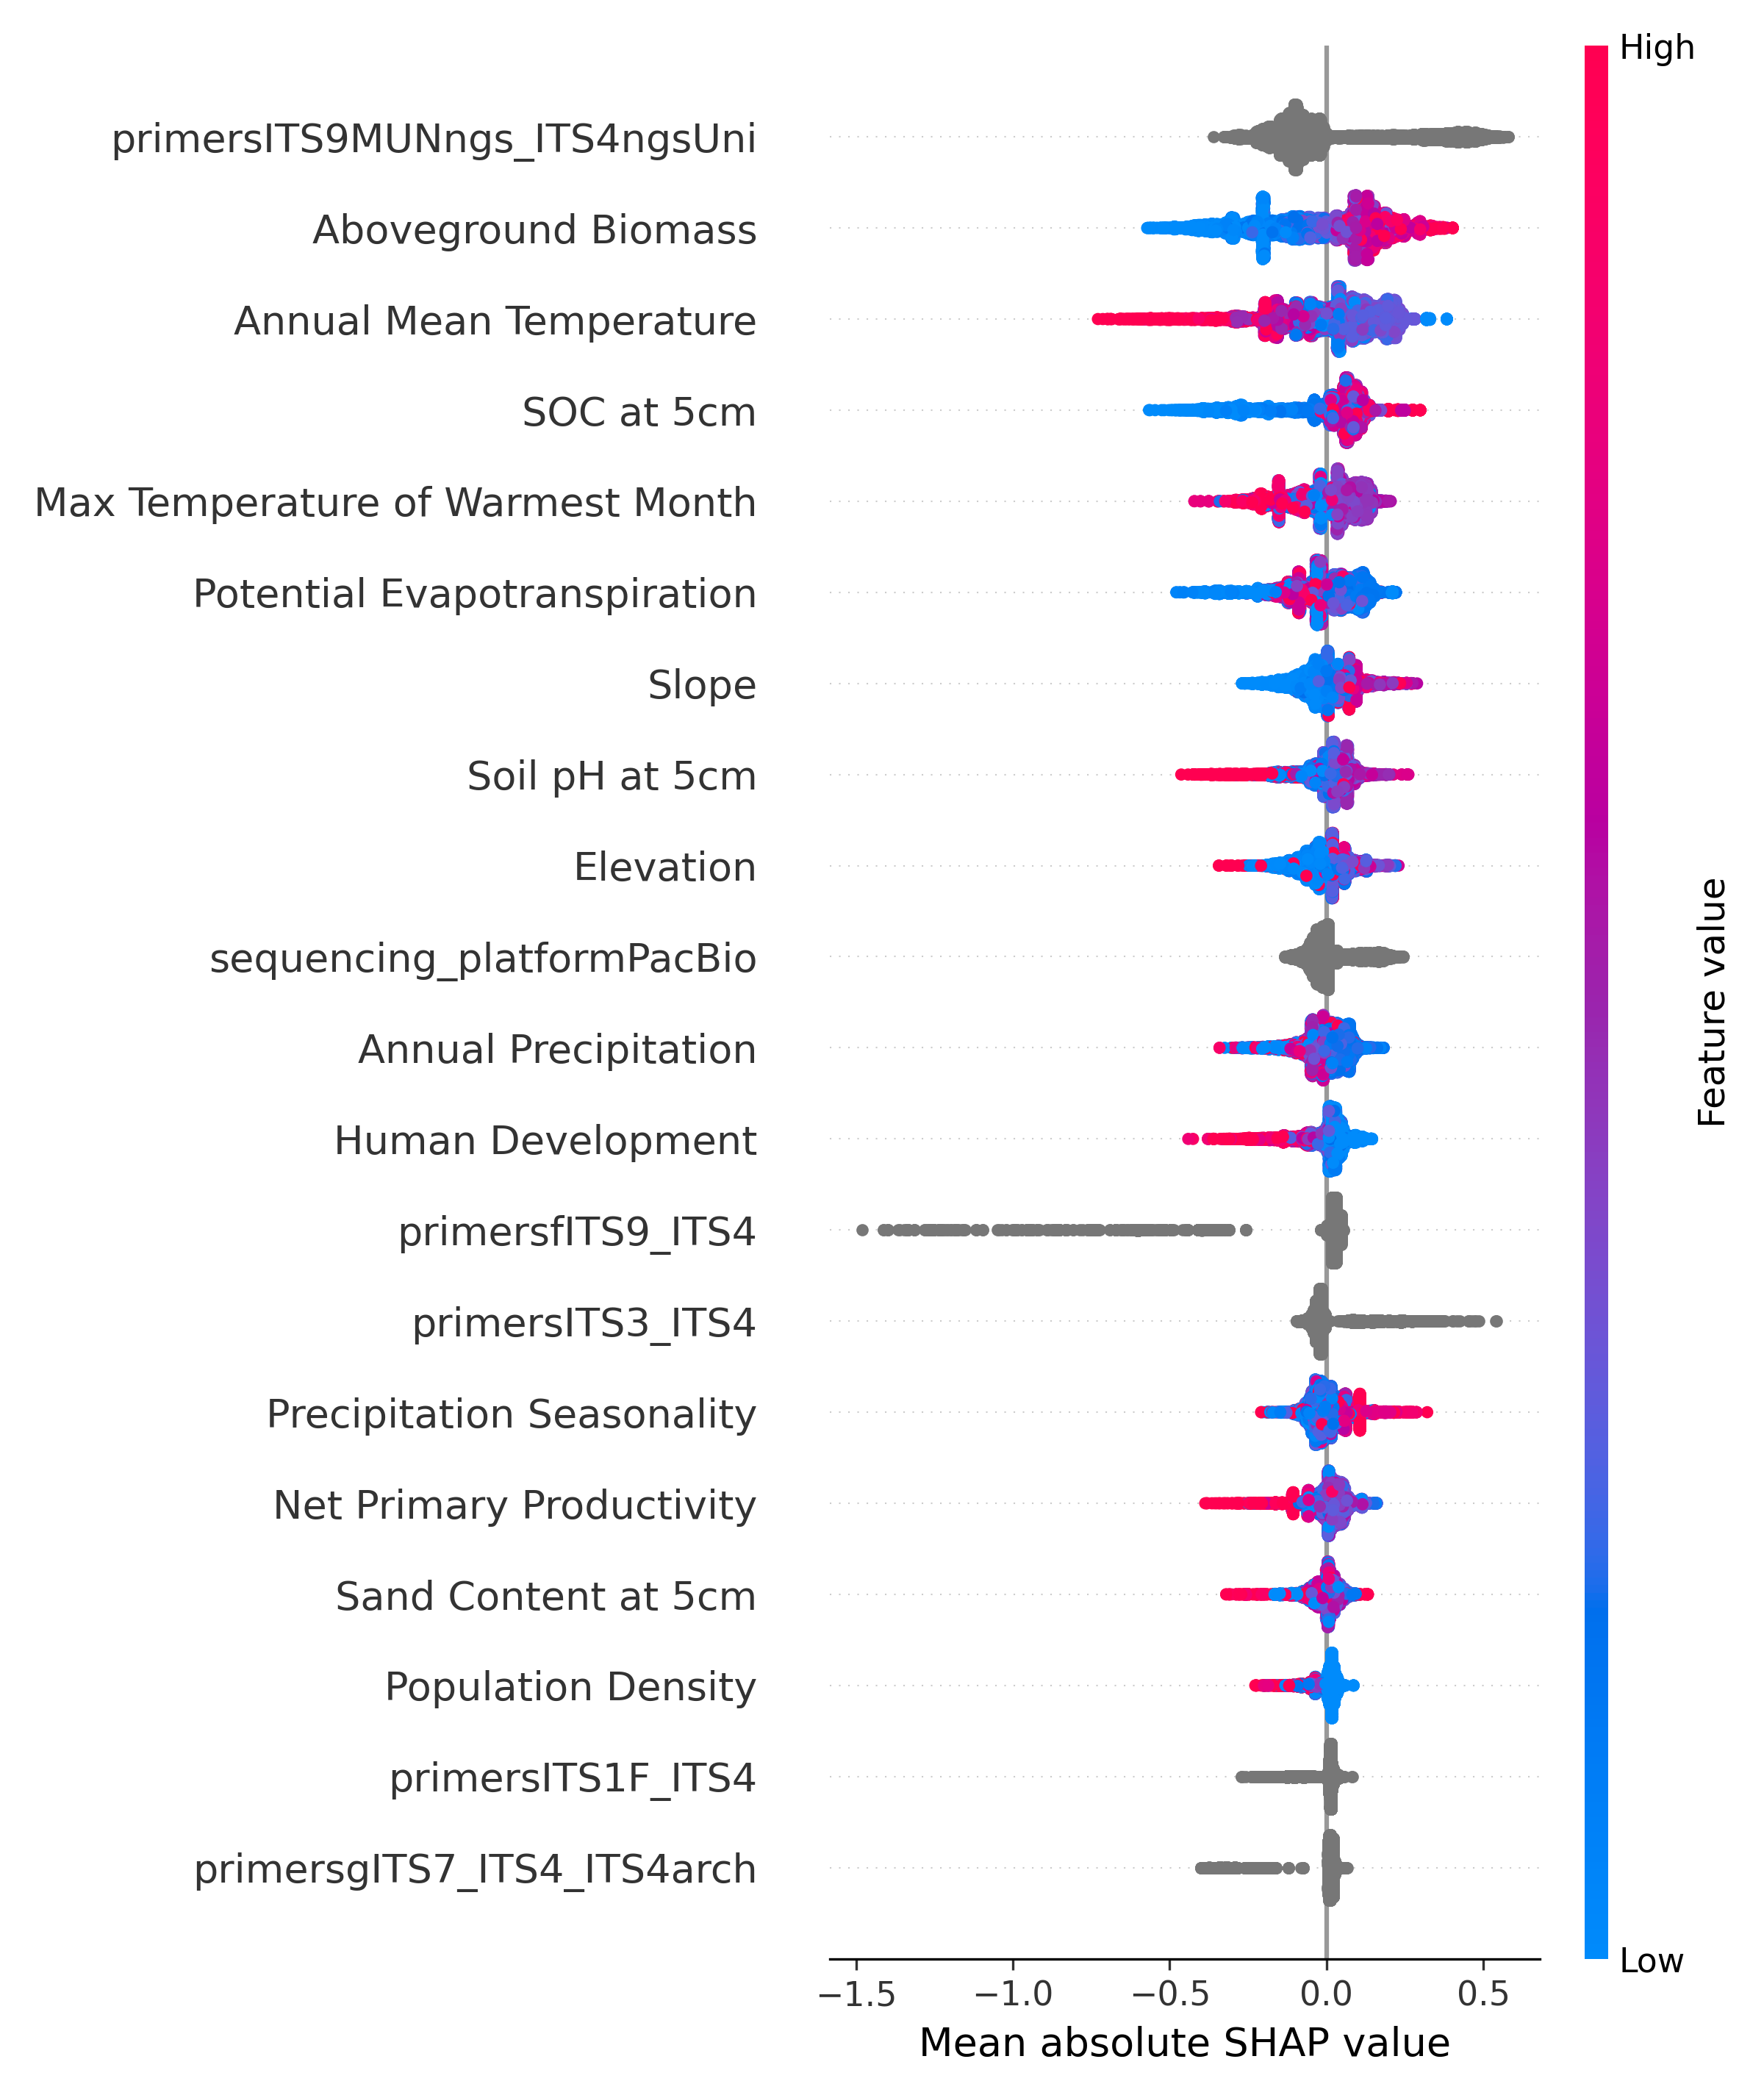 High
primersITS9MUNngs_ITS4ngsUni
Aboveground Biomass
Annual Mean Temperature
SOC at 5cm
Max Temperature of Warmest Month
Potential Evapotranspiration
Slope
Soil pH at 5cm
Elevation
sequencing_platformPacBio
Annual Precipitation
Human Development
primersfITS9_ITS4
primersITS3_ITS4
Precipitation Seasonality
Net Primary Productivity
Sand Content at 5cm
Population Density
primersITS1F_ITS4
primersgITS7_ITS4_ITS4arch
Feature value
Low
−1.5 −1.0 −0.5 0.0 0.5
Mean absolute SHAP value